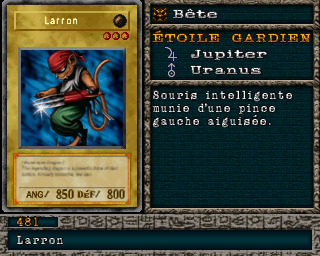 Larron
ANG/ 850 DÉF/ 800
Bête
ÉTOILE GARDIEN
Jupiter
Uranus
Souris intelligente
munie d'une pince
gauche aiguisée.
481
Larron